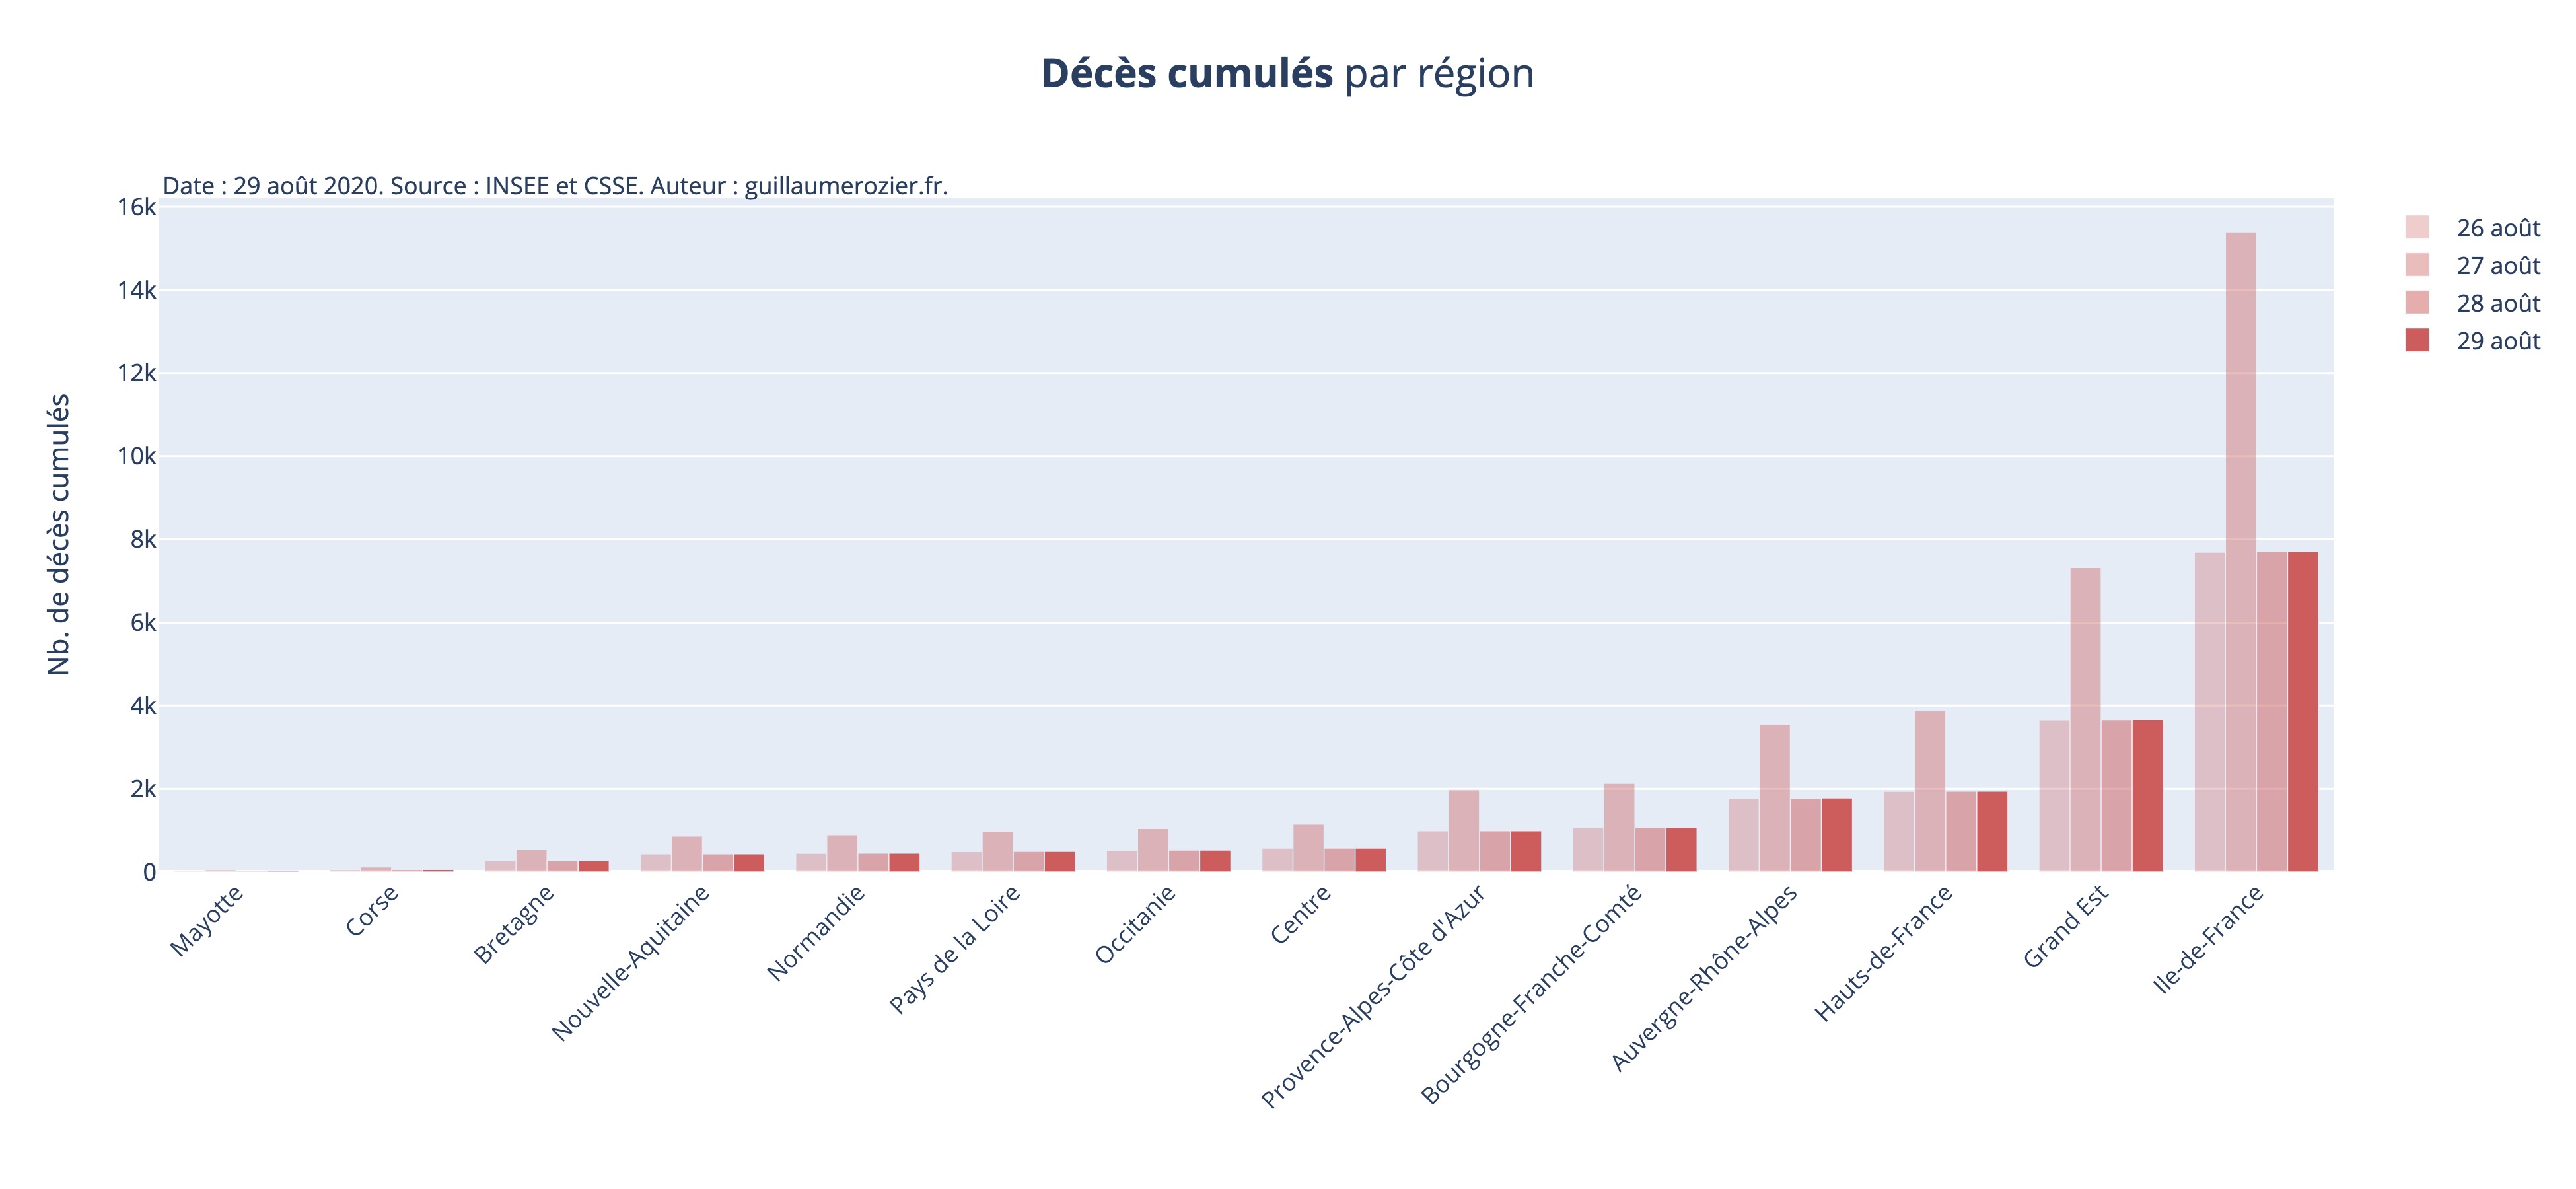 Décès cumulés par région
Date : 29 août 2020. Source : INSEE et CSSE. Auteur : guillaumerozier.fr.
Nb. de décès cumulés
16k
14k
12k
10k
8k
6k
4k
2k
0
Mayotte
Corse
Bretagne
Nouvelle-Aquitaine
Normandie
Pays de la Loire
Occitanie
Centre
Provence-Alpes-Côte d'Azur
Bourgogne-Franche-Comté
Auvergne-Rhône-Alpes
Hauts-de-France
Grand Est
Ile-de-France
26 août
27 août
28 août
29 août